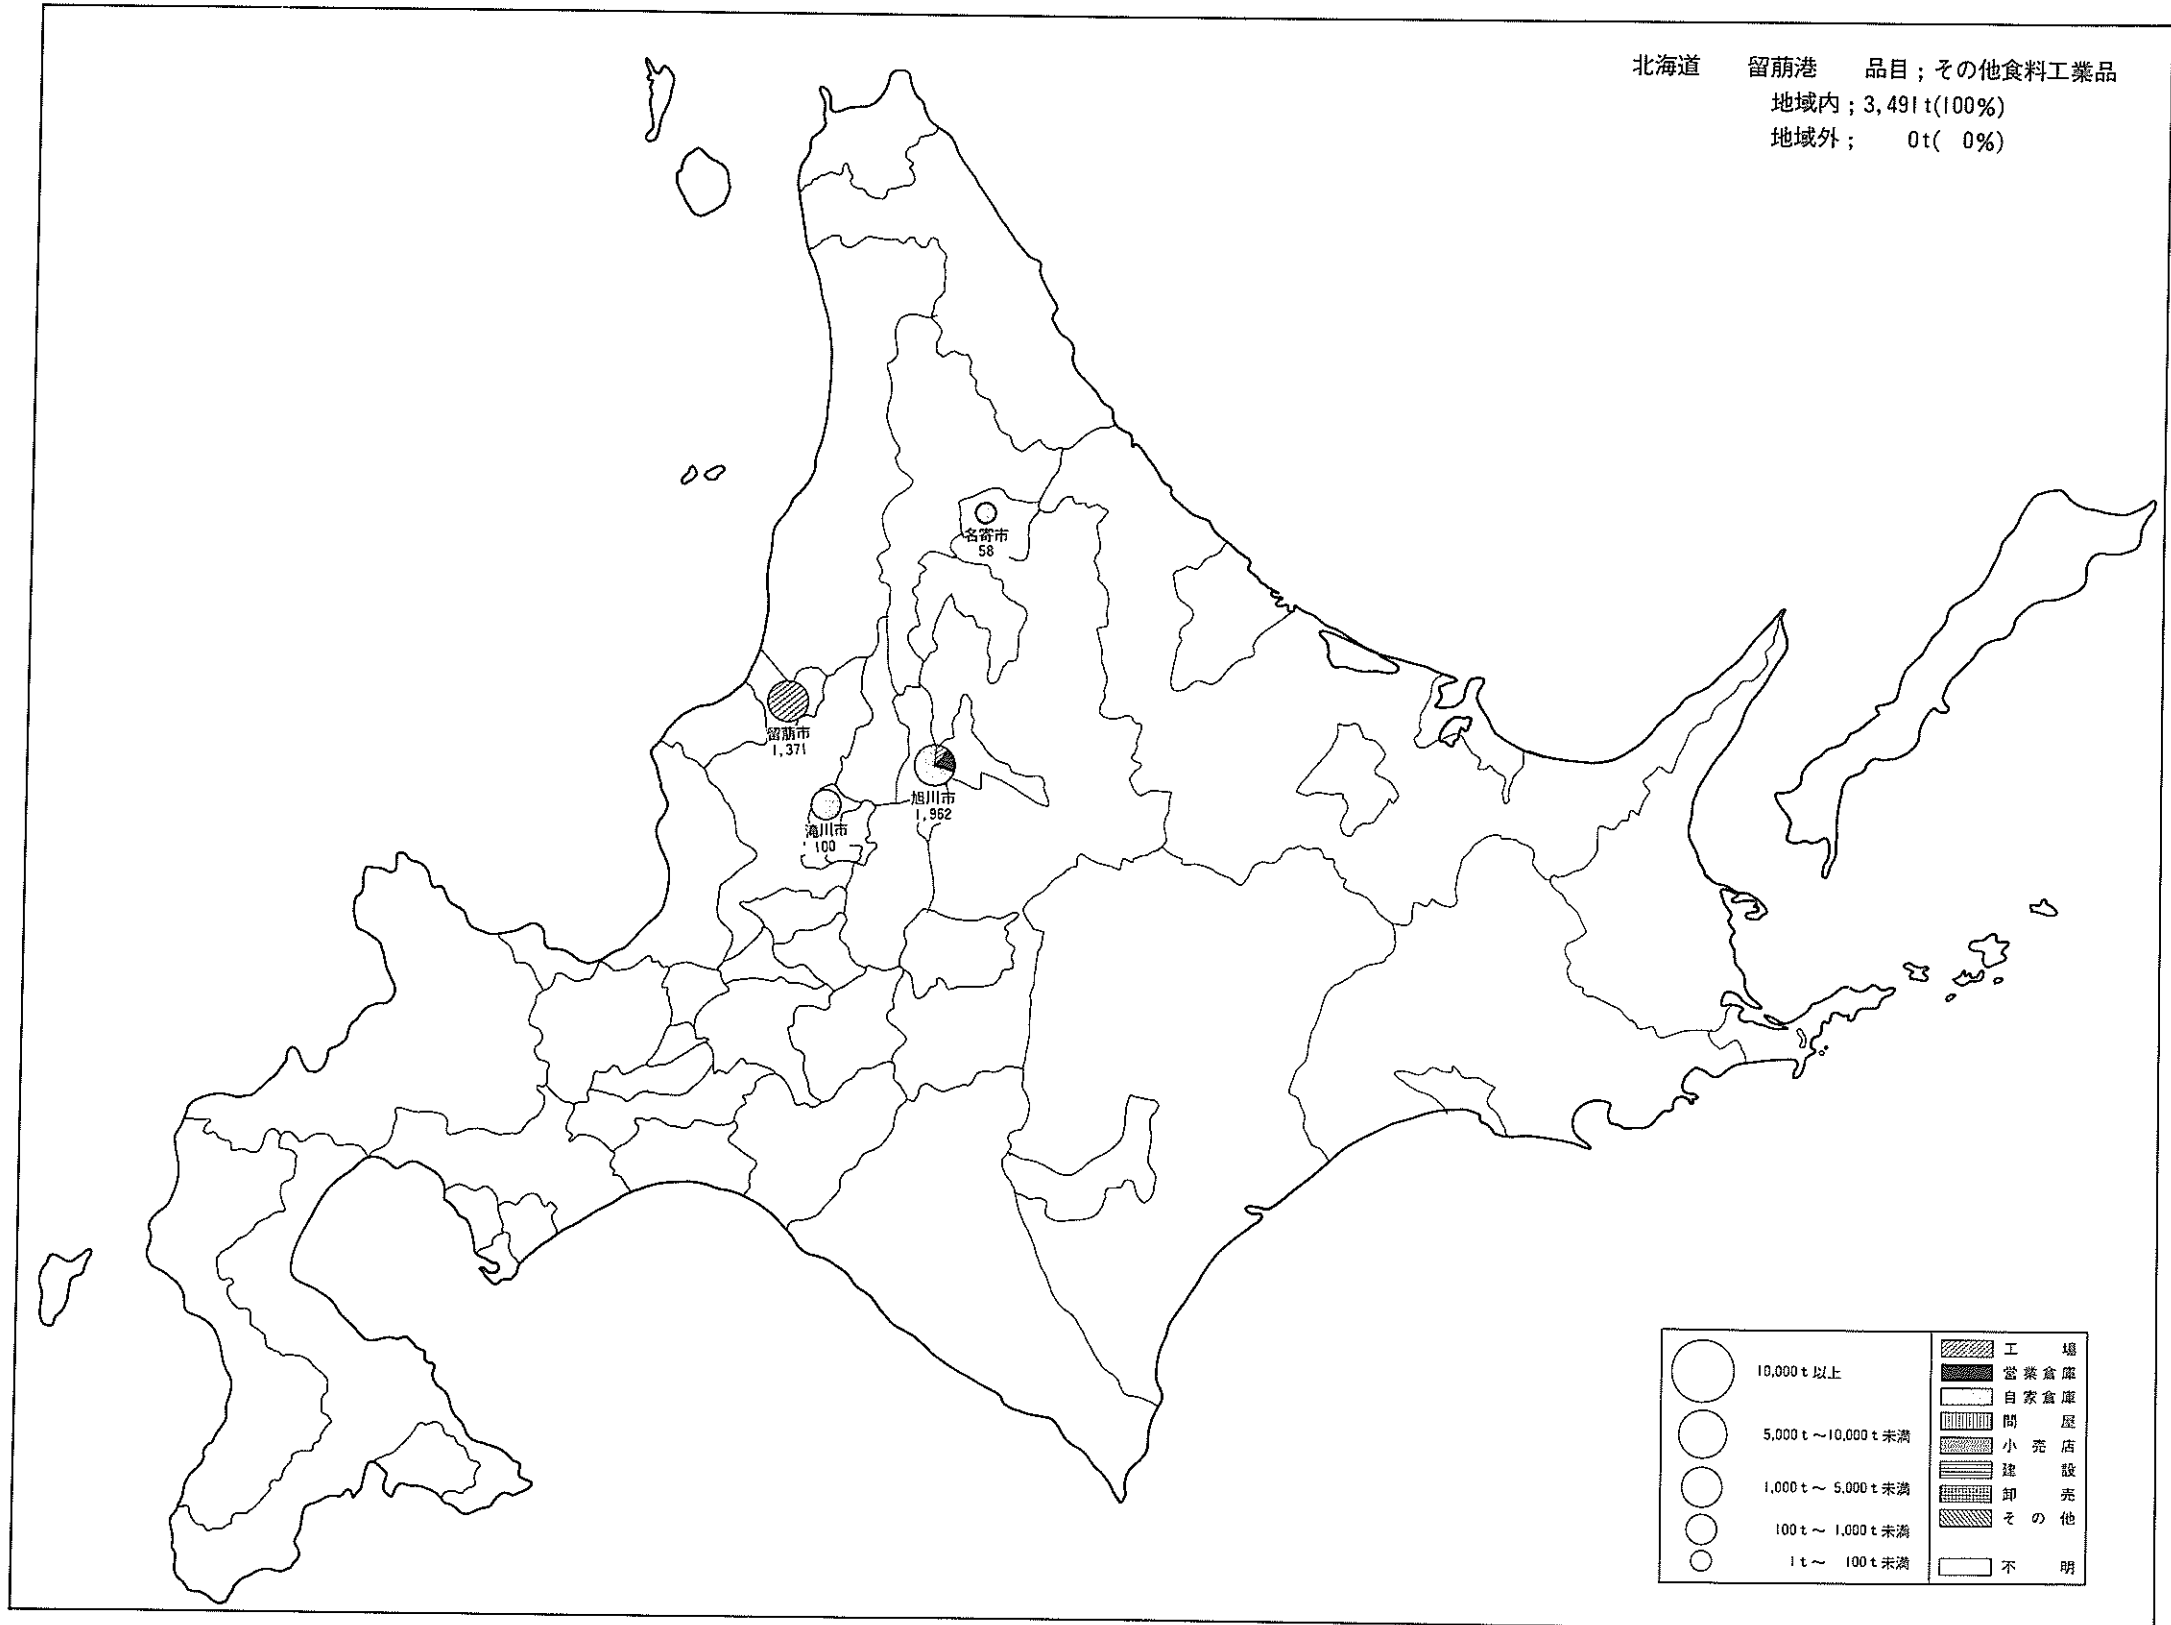 北海道 留萠港 品目；その他食料工業品
地域内；3,491t(100%)
地域外； 0t( 0%)
名寄市
58
留萠市
1,371
旭川市
1,962
滝川市
100
10,000t以上
5,000t～10,000t未満
1,000t～ 5,000t未満
100t～ 1,000t未満
1t～ 100t未満
工場
営業倉庫
自家倉庫
問屋
小売店
建設
卸売
その他
不明